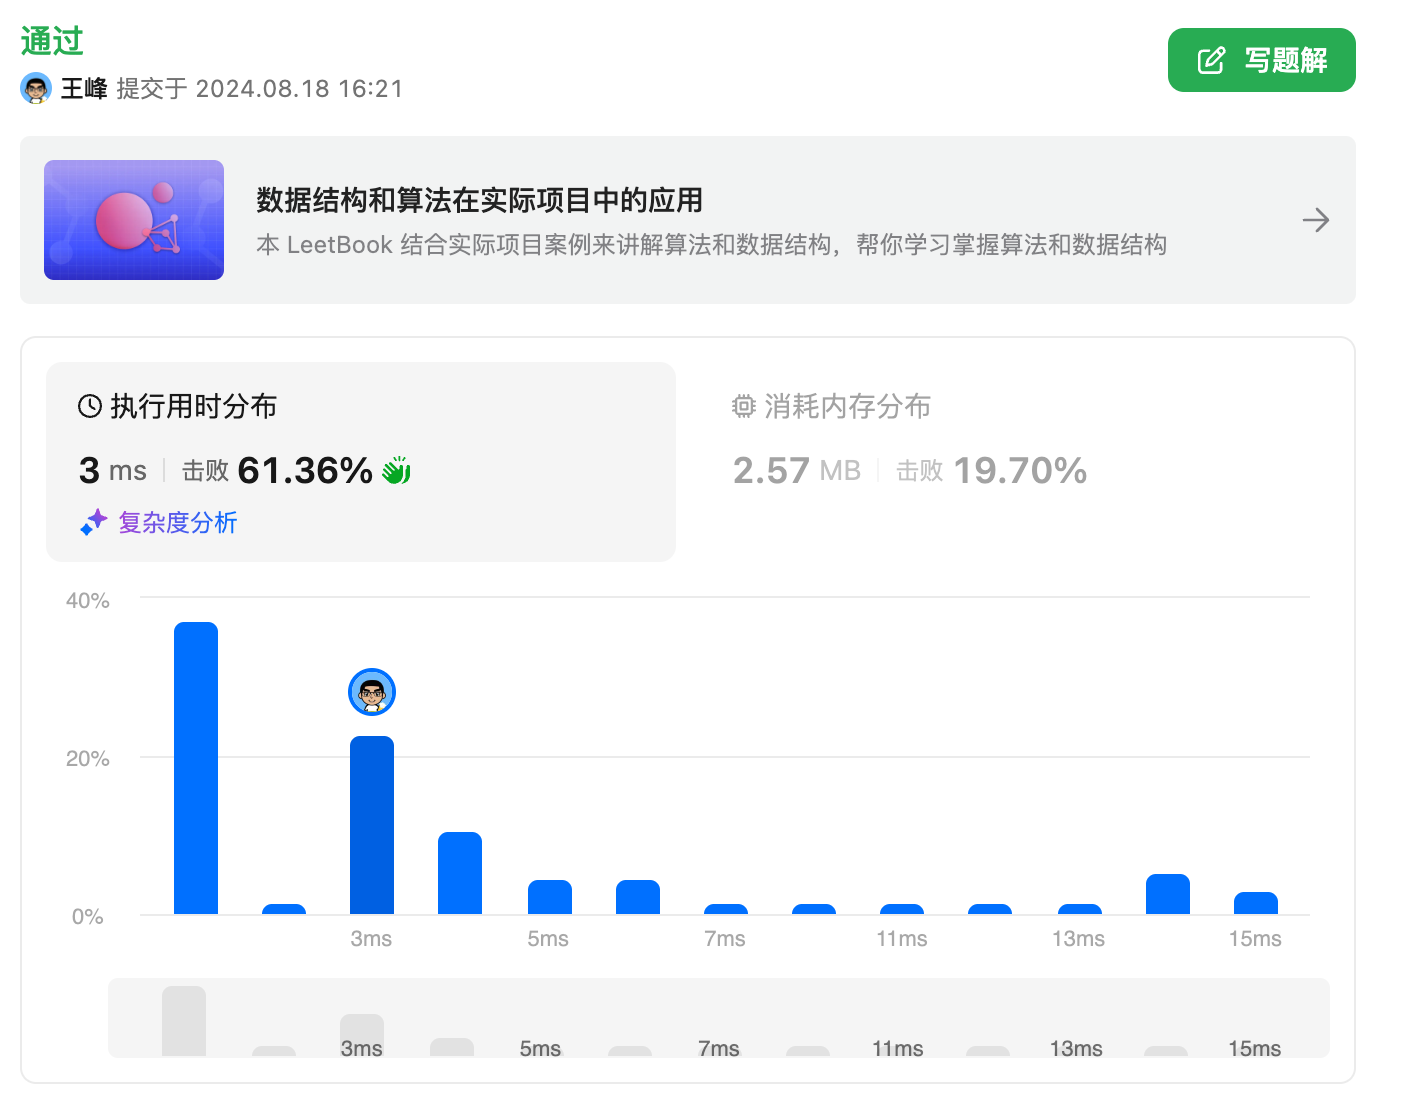 通过
写题解
王峰 提交于 2024.08.18 16:21
数据结构和算法在实际项目中的应用
本 LeetBook 结合实际项目案例来讲解算法和数据结构，帮你学习掌握算法和数据结构
执行用时分布
3 ms 击败 61.36%
复杂度分析
消耗内存分布
2.57 MB 击败 19.70%
40%
20%
0%
3ms 5ms 7ms 11ms 13ms 15ms
3ms 5ms 7ms 11ms 13ms 15ms